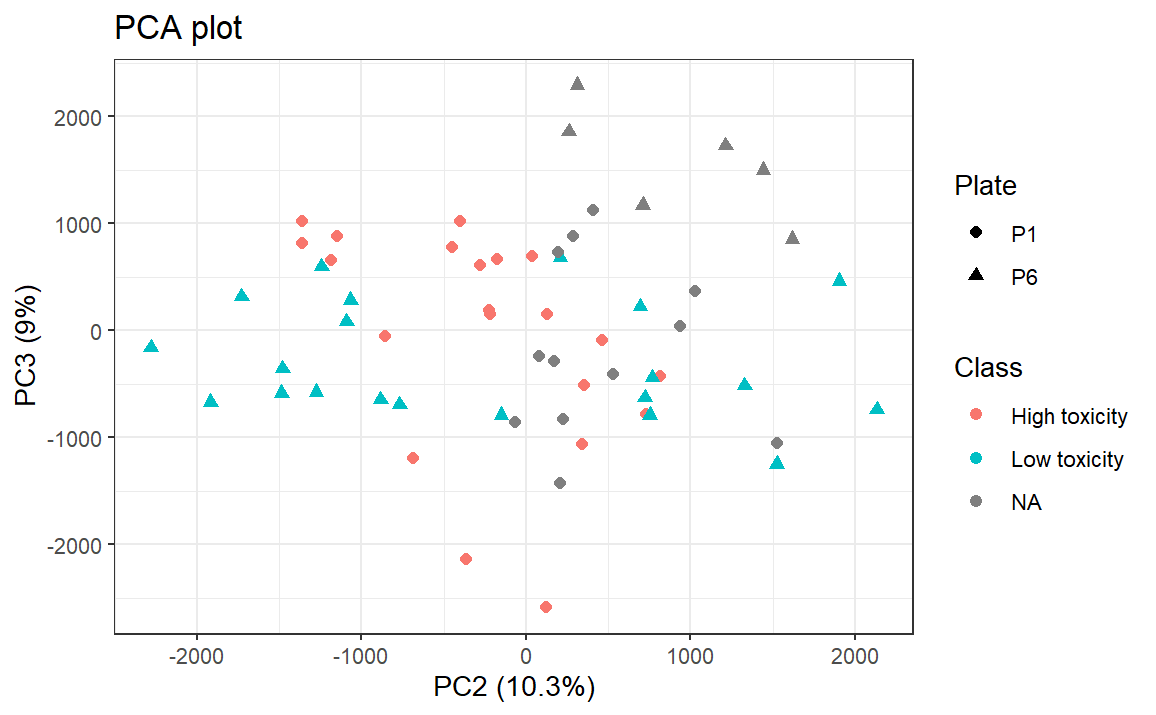 PCA plot
2000
1000
0
-1000
-2000
PC3 (9%)
-2000
-1000
0
1000
2000
PC2 (10.3%)
Plate
P1
P6
Class
High toxicity
Low toxicity
NA